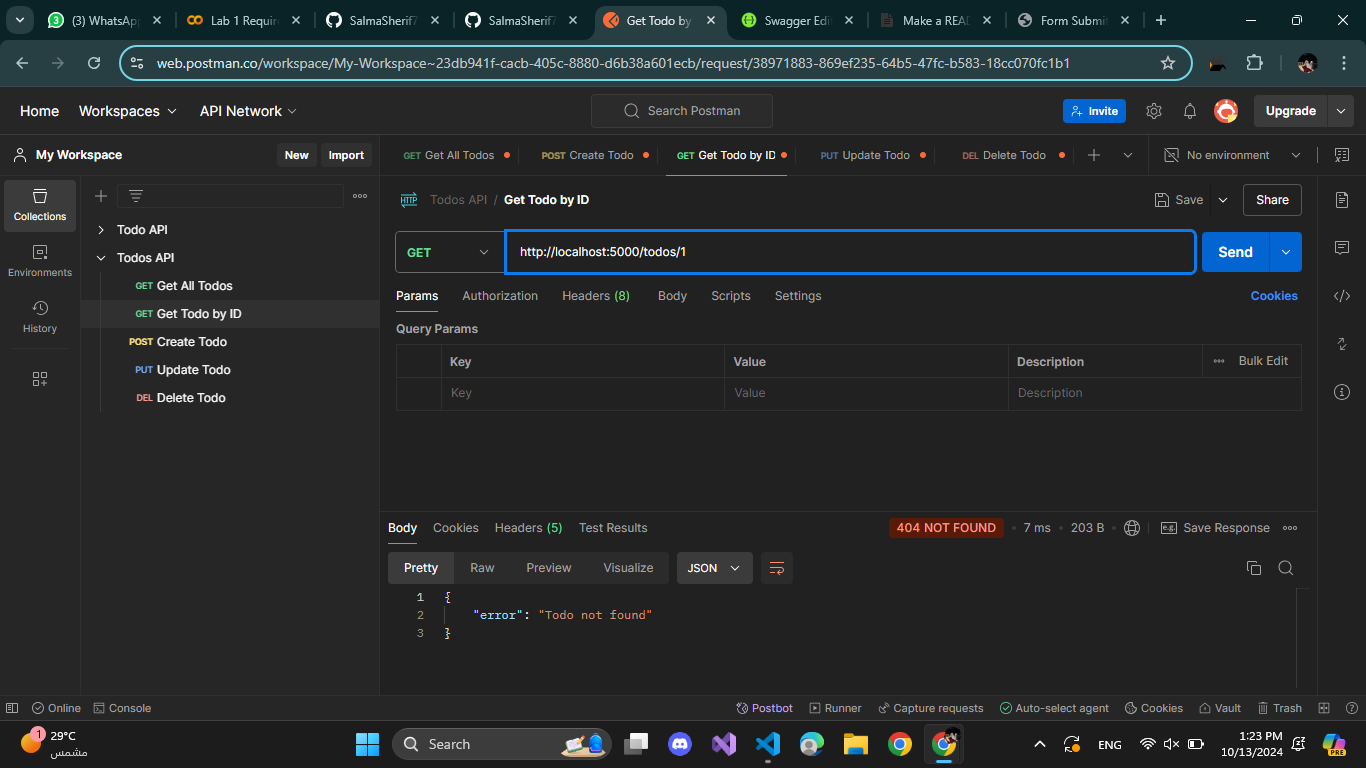 (3) WhatsApp
Lab 1 Require
SalmaSherif7
SalmaSherif7
Get Todo by
Swagger Edi
Make a REA
Form Submi
web.postman.co/workspace/My-Workspace~23db941f-cacb-405c-8880-d6b38a601ecb/request/38971883-869ef235-64b5-47fc-b583-18cc070fc1b1
Home Workspaces API Network Search Postman Invite Upgrade
My Workspace New Import
GET Get All Todos POST Create Todo GET Get Todo by ID PUT Update Todo DEL Delete Todo No environment
Collections
Environments
History
Todo API
Todos API
GET Get All Todos
GET Get Todo by ID
POST Create Todo
PUT Update Todo
DEL Delete Todo
HTTP Todos API / Get Todo by ID Save Share
GET http://localhost:5000/todos/1 Send
Params Authorization Headers (8) Body Scripts Settings Cookies
Query Params
Key Value Description Bulk Edit
Key Value Description
Body Cookies Headers (5) Test Results 404 NOT FOUND 7 ms 203 B e.g. Save Response
Pretty Raw Preview Visualize JSON
1 {
2 "error": "Todo not found"
3 }
Online Console Postbot Runner Capture requests Auto-select agent Cookies Vault Trash
1 29°C
مشمس
Search
ENG
1:23 PM
10/13/2024
PRE